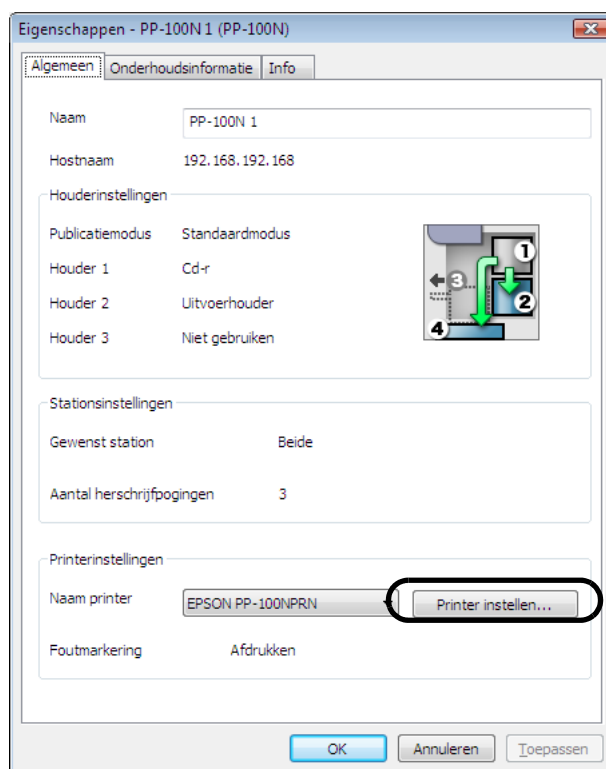 Eigenschappen - PP-100N 1 (PP-100N)
Algemeen Onderhoudsinformatie Info
Naam PP-100N 1
Hostnaam 192.168.192.168
Houderinstellingen
Publicatiemodus Standaardmodus
Houder 1 Cd-r
Houder 2 Uitvoerhouder
Houder 3 Niet gebruiken
1
3
2
4
Stationsinstellingen
Gewenst station Beide
Aantal herschrijfpogingen 3
Printerinstellingen
Naam printer EPSON PP-100NPRN Printer instellen...
Foutmarkering Afdrukken
OK Annuleren Toepassen